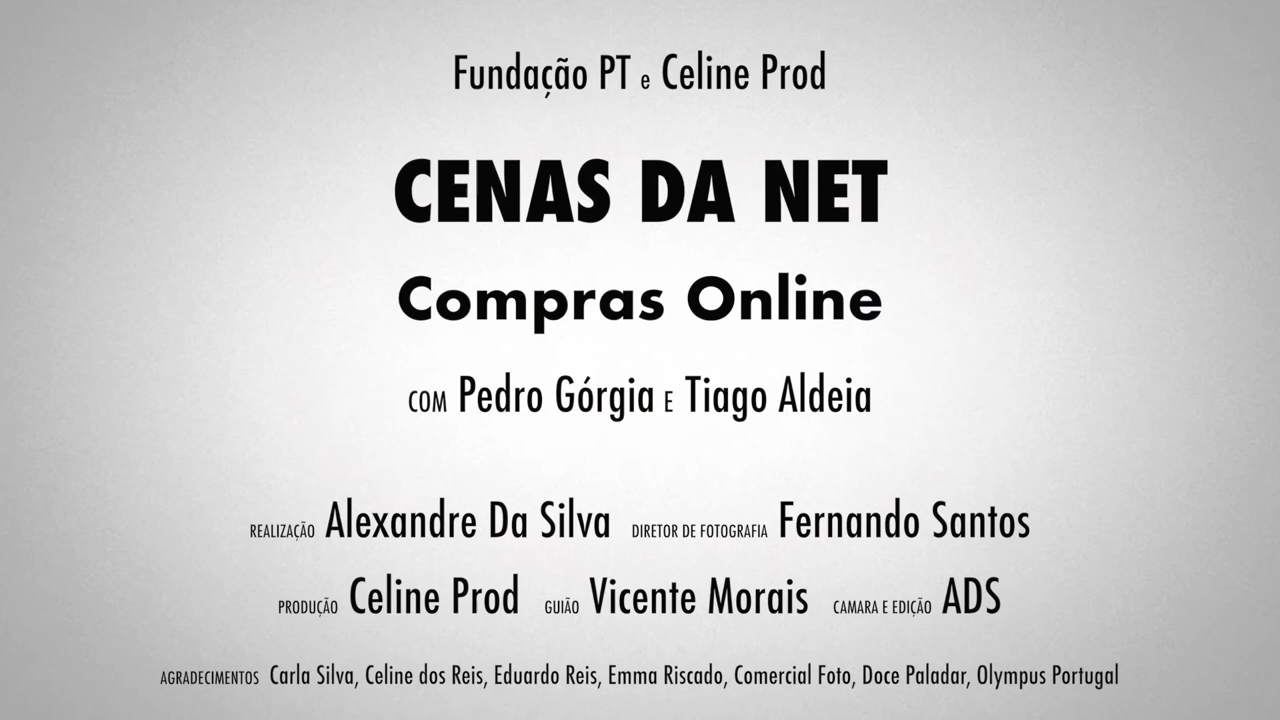 Fundação PT e Celine Prod
CENAS DA NET
Compras Online
COM Pedro Górgia E Tiago Aldeia
REALIZAÇÃO Alexandre Da Silva DIRETOR DE FOTOGRAFIA Fernando Santos
PRODUÇÃO Celine Prod GUIÃO Vicente Morais CAMARA E EDIÇÃO ADS
AGRADECIMENTOS Carla Silva, Celine dos Reis, Eduardo Reis, Emma Riscado, Comercial Foto, Doce Paladar, Olympus Portugal